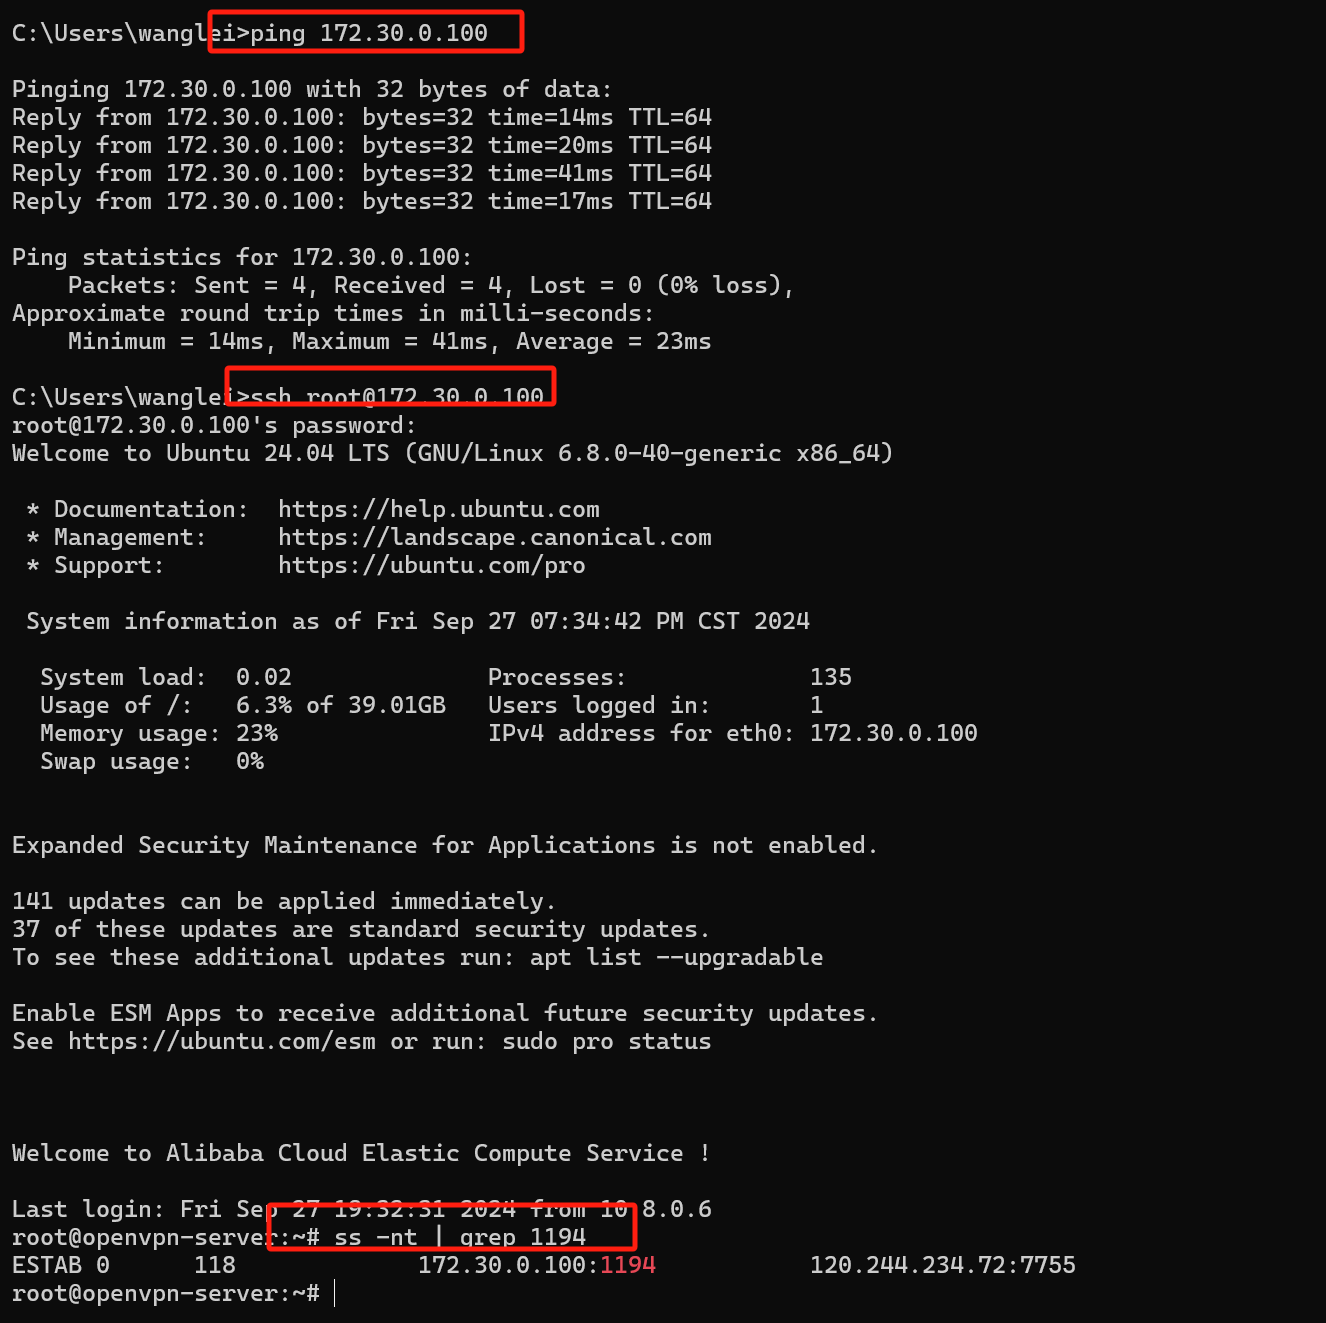 C:\Users\wanglei>ping 172.30.0.100
Pinging 172.30.0.100 with 32 bytes of data:
Reply from 172.30.0.100: bytes=32 time=14ms TTL=64
Reply from 172.30.0.100: bytes=32 time=20ms TTL=64
Reply from 172.30.0.100: bytes=32 time=41ms TTL=64
Reply from 172.30.0.100: bytes=32 time=17ms TTL=64
Ping statistics for 172.30.0.100:
    Packets: Sent = 4, Received = 4, Lost = 0 (0% loss),
Approximate round trip times in milli-seconds:
    Minimum = 14ms, Maximum = 41ms, Average = 23ms
C:\Users\wanglei>ssh root@172.30.0.100
root@172.30.0.100's password:
Welcome to Ubuntu 24.04 LTS (GNU/Linux 6.8.0-40-generic x86_64)
 * Documentation:  https://help.ubuntu.com
 * Management:     https://landscape.canonical.com
 * Support:        https://ubuntu.com/pro
 System information as of Fri Sep 27 07:34:42 PM CST 2024
  System load:  0.02              Processes:             135
  Usage of /:   6.3% of 39.01GB   Users logged in:       1
  Memory usage: 23%               IPv4 address for eth0: 172.30.0.100
  Swap usage:   0%
Expanded Security Maintenance for Applications is not enabled.
141 updates can be applied immediately.
37 of these updates are standard security updates.
To see these additional updates run: apt list --upgradable
Enable ESM Apps to receive additional future security updates.
See https://ubuntu.com/esm or run: sudo pro status
Welcome to Alibaba Cloud Elastic Compute Service !
Last login: Fri Sep 27 19:32:31 2024 from 10.8.0.6
root@openvpn-server:~# ss -nt | grep 1194
ESTAB 0      118             172.30.0.100:1194           120.244.234.72:7755
root@openvpn-server:~#